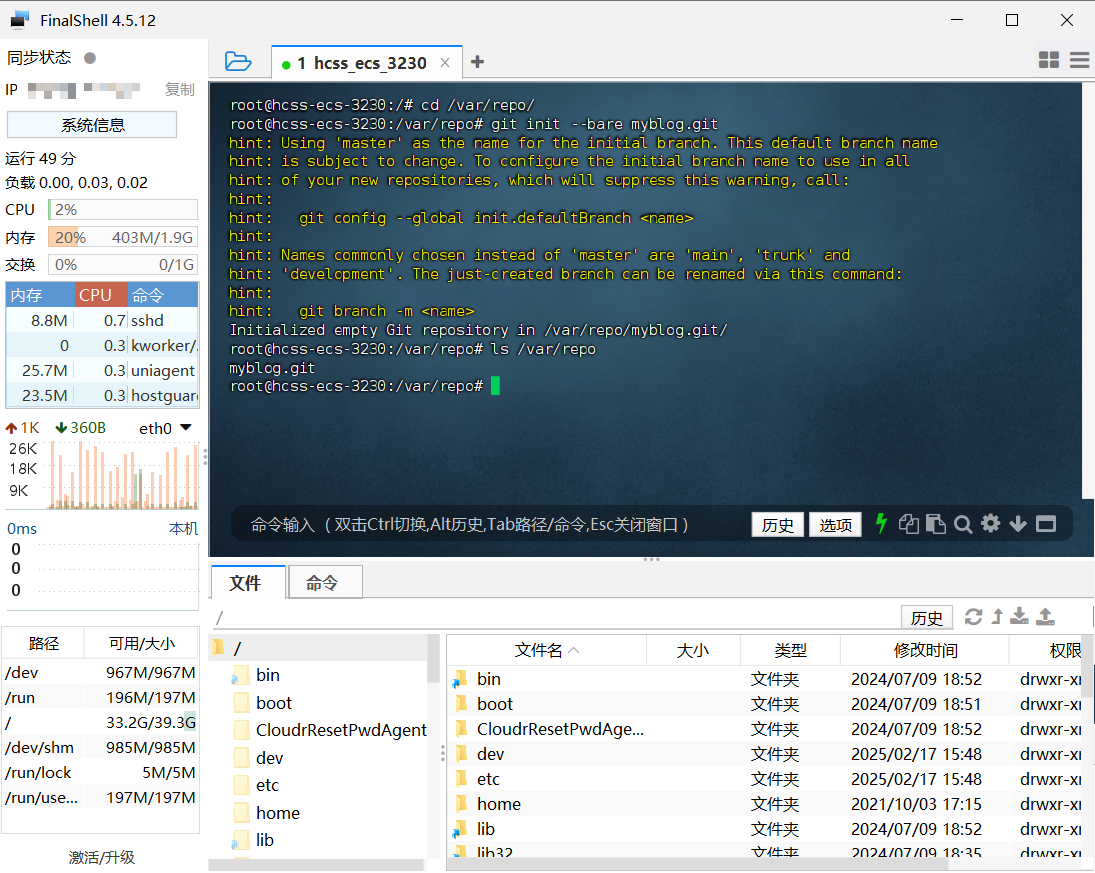 FinalShell 4.5.12
同步状态
IP
复制
系统信息
运行 49 分
负载 0.00, 0.03, 0.02
CPU 2%
内存 20% 403M/1.9G
交换 0% 0/1G
内存 CPU 命令
8.8M 0.7 sshd
0 0.3 kworker/.
25.7M 0.3 uniagent
23.5M 0.3 hostguar
1K 360B eth0
26K
18K
9K
0ms 本机
0
0
0
路径 可用/大小
/dev 967M/967M
/run 196M/197M
/ 33.2G/39.3G
/dev/shm 985M/985M
/run/lock 5M/5M
/run/use... 197M/197M
激活/升级
1 hcss_ecs_3230
root@hcss-ecs-3230:/# cd /var/repo/
root@hcss-ecs-3230:/var/repo# git init --bare myblog.git
hint: Using 'master' as the name for the initial branch. This default branch name
hint: is subject to change. To configure the initial branch name to use in all
hint: of your new repositories, which will suppress this warning, call:
hint:
hint:   git config --global init.defaultBranch <name>
hint:
hint: Names commonly chosen instead of 'master' are 'main', 'trurk' and
hint: 'development'. The just-created branch can be renamed via this command:
hint:
hint:   git branch -m <name>
Initialized empty Git repository in /var/repo/myblog.git/
root@hcss-ecs-3230:/var/repo# ls /var/repo
myblog.git
root@hcss-ecs-3230:/var/repo#
命令输入 ( 双击Ctrl切换,Alt历史,Tab路径/命令,Esc关闭窗口 )
历史 选项
文件 命令
/
历史
/
bin
boot
CloudrResetPwdAgent
dev
etc
home
lib
文件名 大小 类型 修改时间 权限
bin 文件夹 2024/07/09 18:52 drwxr-xr
boot 文件夹 2024/07/09 18:51 drwxr-xr
CloudrResetPwdAge... 文件夹 2024/07/09 18:52 drwxr-xr
dev 文件夹 2025/02/17 15:48 drwxr-xr
etc 文件夹 2025/02/17 15:48 drwxr-xr
home 文件夹 2021/10/03 17:15 drwxr-xr
lib 文件夹 2024/07/09 18:52 drwxr-xr
lib32 文件夹 2024/07/09 18:35 drwxr-xr